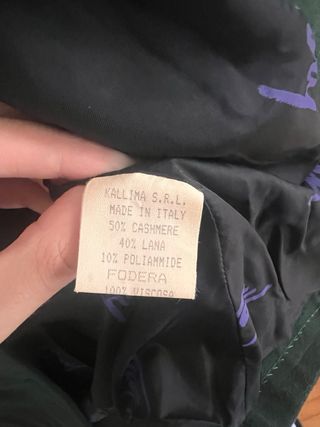 KALLIMA S.R.L.
MADE IN ITALY
50% CASHMERE
40% LANA
10% POLIAMMIDE
FODERA
100% VISCOSA